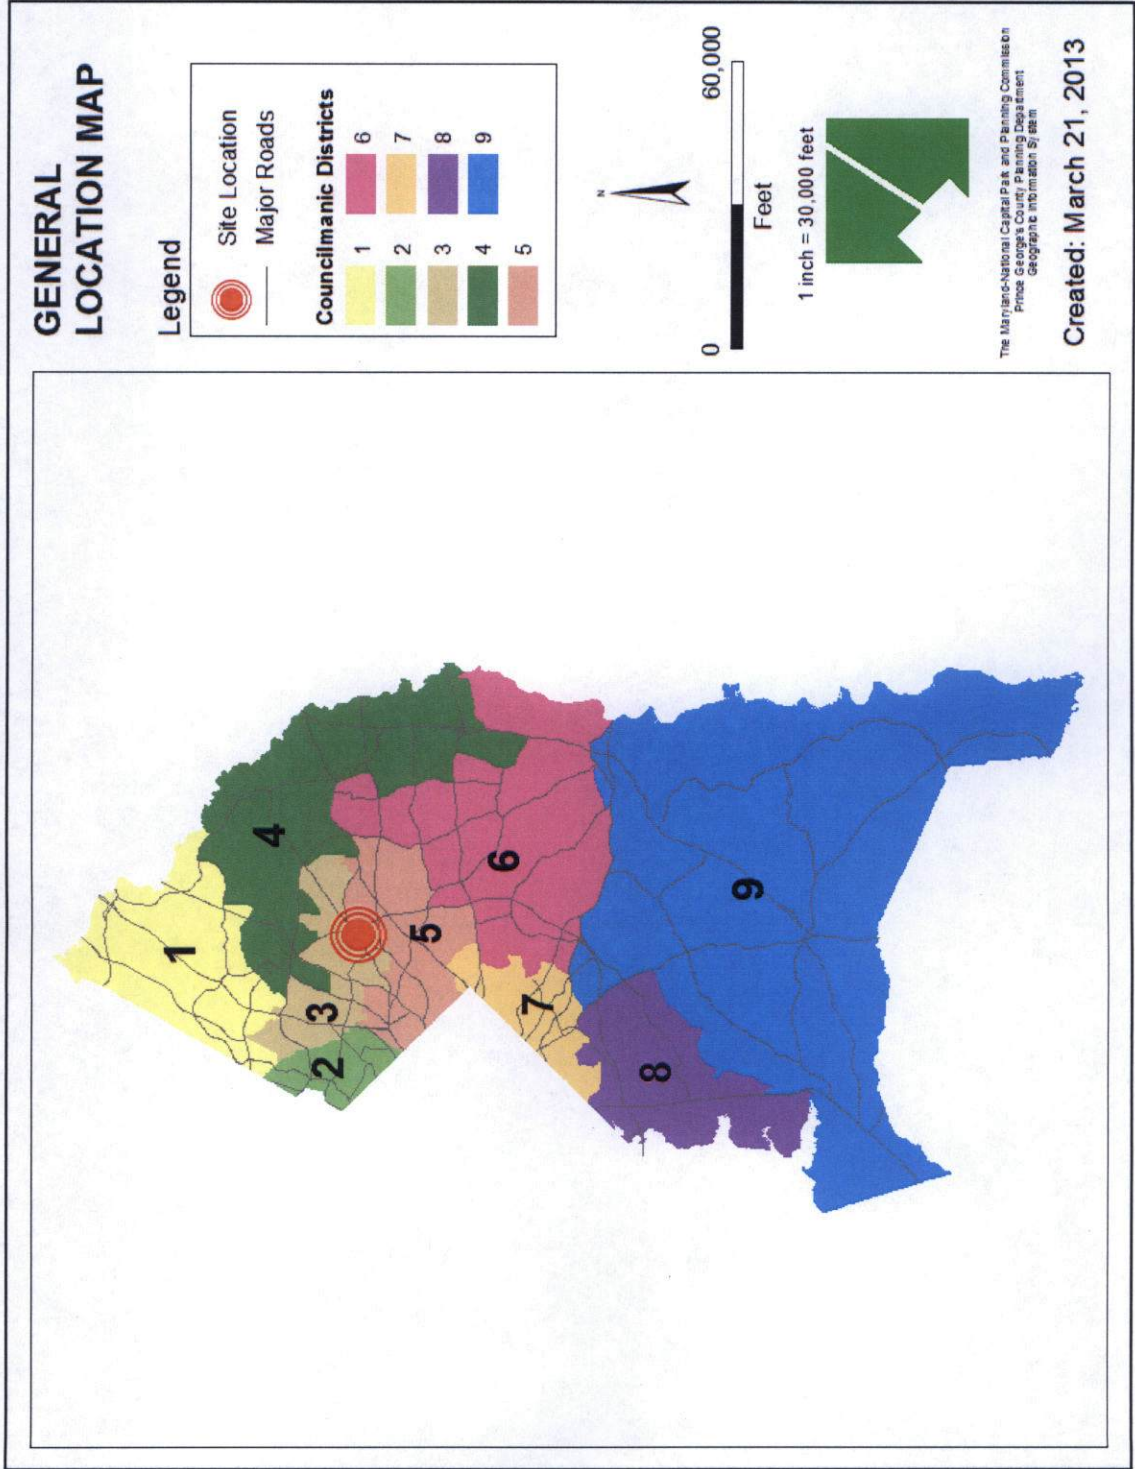 GENERAL
LOCATION MAP
Legend
Site Location
Major Roads
Councilmanic Districts
1
2
3
4
5
6
7
8
9
1
2
3
4
5
6
7
8
9
N
0
60,000
Feet
1 inch = 30,000 feet
The Maryland-National Capital Park and Planning Commission
Prince George's County Planning Department
Geographic Information System
Created: March 21, 2013